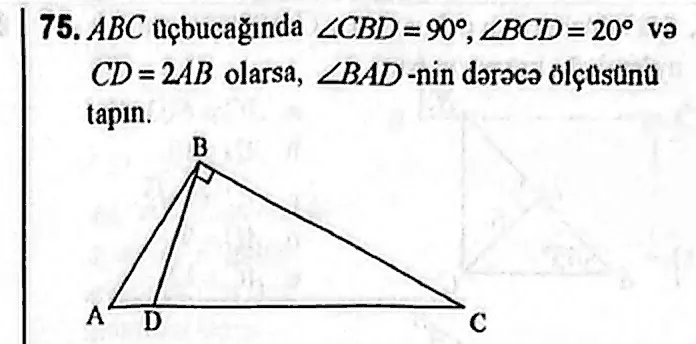 75. ABC üçbucağında ∠CBD = 90°, ∠BCD = 20° və
CD = 2AB olarsa, ∠BAD -nin dərəcə ölçüsünü
tapın.
B
A
D
C